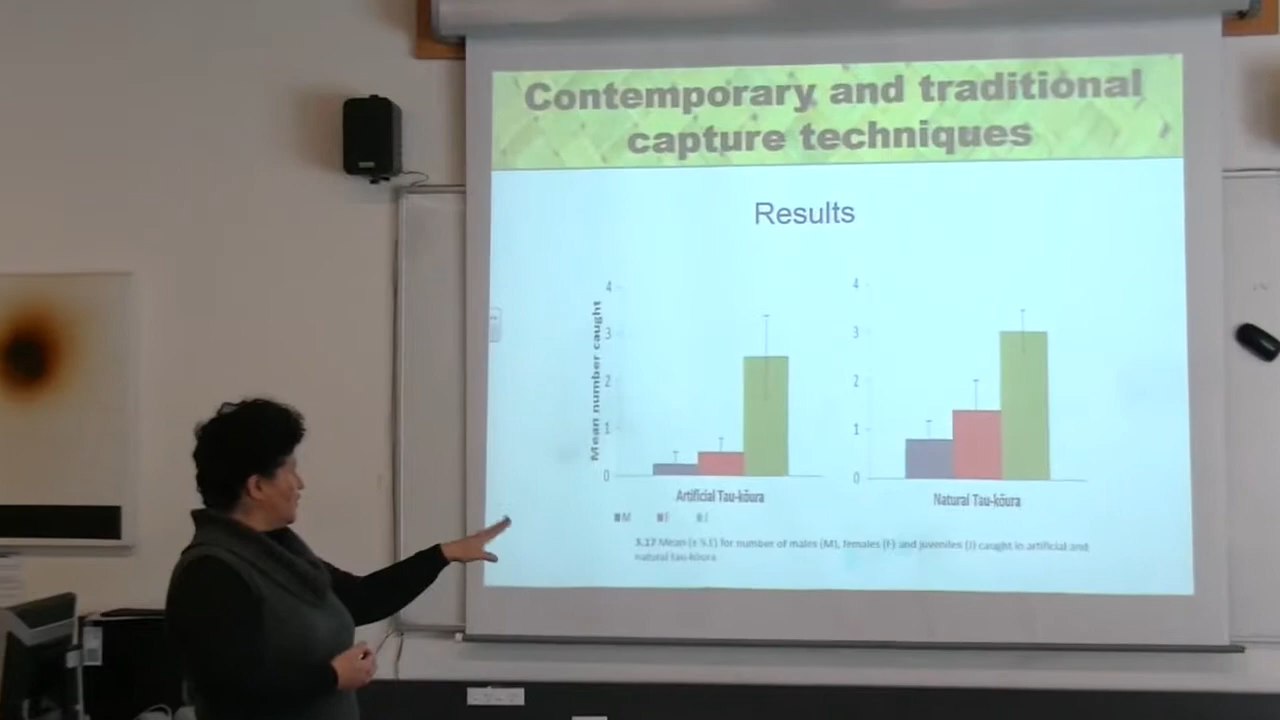 Contemporary and traditional
capture techniques
Results
Mean number caught
4
3
2
1
0
4
3
2
1
0
Artificial Tau-kōura
Natural Tau-kōura
M F J
3.17 Mean (± S.E) for number of males (M), females (F) and juveniles (J) caught in artificial and
natural tau-kōura